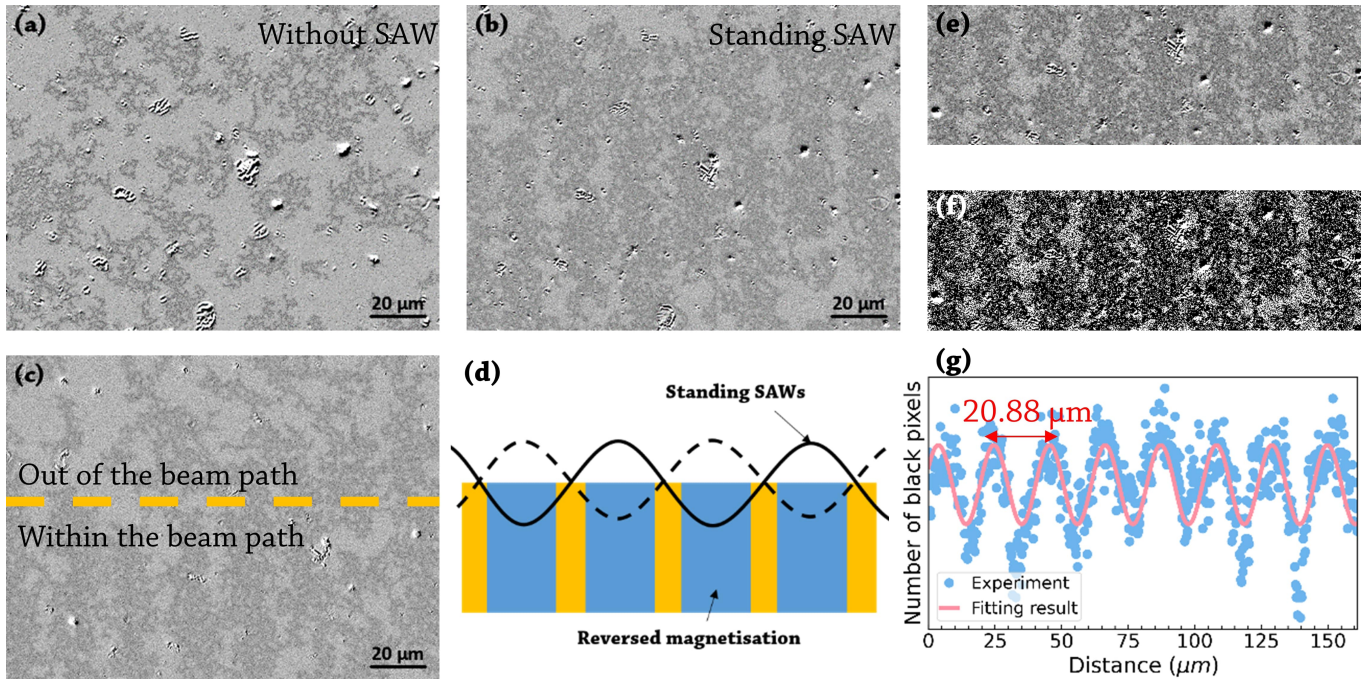 (a)
Without SAW
20 μm
(b)
Standing SAW
20 μm
(e)
(f)
(c)
Out of the beam path
Within the beam path
20 μm
(d)
Standing SAWs
Reversed magnetisation
(g)
20.88 μm
Number of black pixels
Experiment
Fitting result
0 25 50 75 100 125 150
Distance (μm)